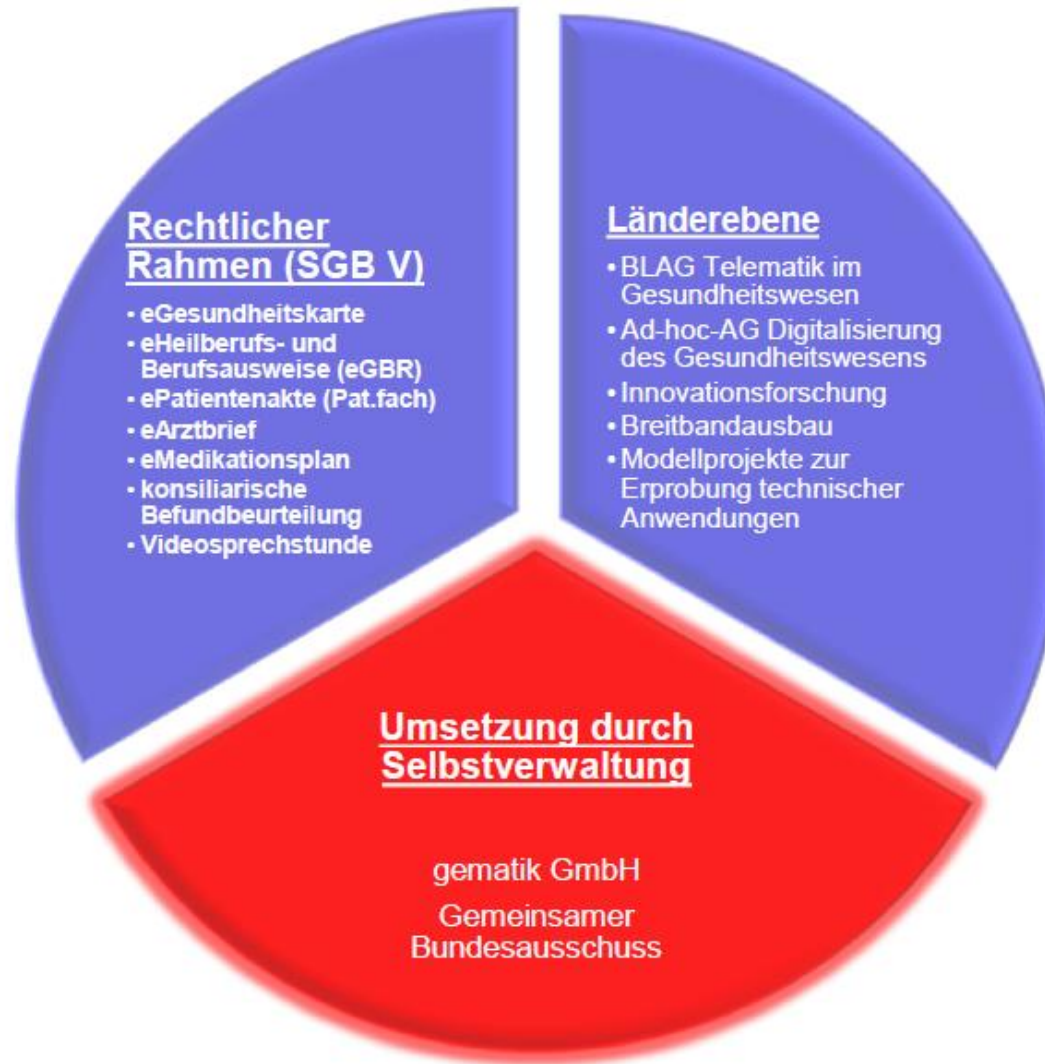 Rechtlicher
Rahmen (SGB V)
• eGesundheitskarte
• eHeilberufs- und
Berufsausweise (eGBR)
• ePatientenakte (Pat.fach)
• eArztbrief
• eMedikationsplan
• konsiliarische
Befundbeurteilung
• Videosprechstunde
Länderebene
• BLAG Telematik im
Gesundheitswesen
• Ad-hoc-AG Digitalisierung
des Gesundheitswesens
• Innovationsforschung
• Breitbandausbau
• Modellprojekte zur
Erprobung technischer
Anwendungen
Umsetzung durch
Selbstverwaltung
gematik GmbH
Gemeinsamer
Bundesausschuss